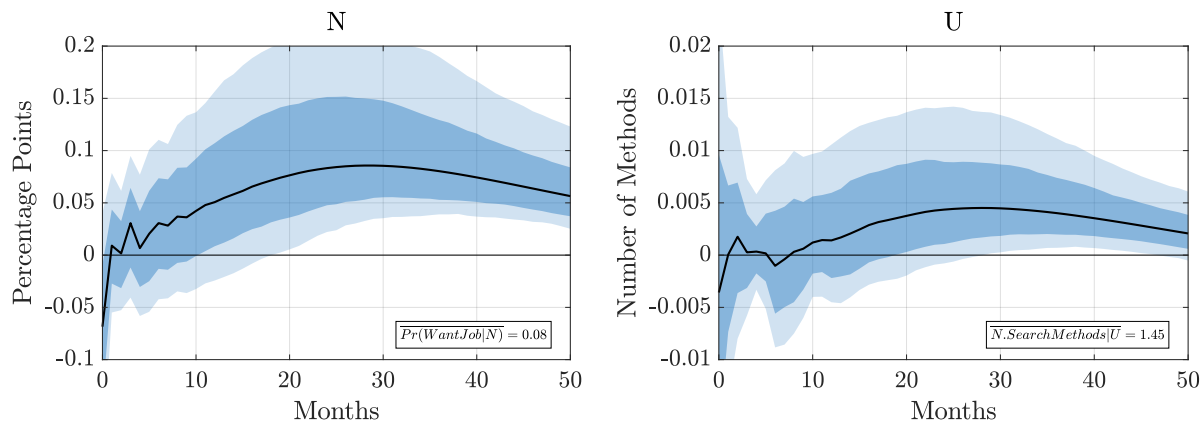 N
0.2
0.15
0.1
0.05
0
-0.05
-0.1
Percentage Points
Pr(WantJob|N) = 0.08
0 10 20 30 40 50
Months
U
0.02
0.015
0.01
0.005
0
-0.005
-0.01
Number of Methods
N.SearchMethods|U = 1.45
0 10 20 30 40 50
Months